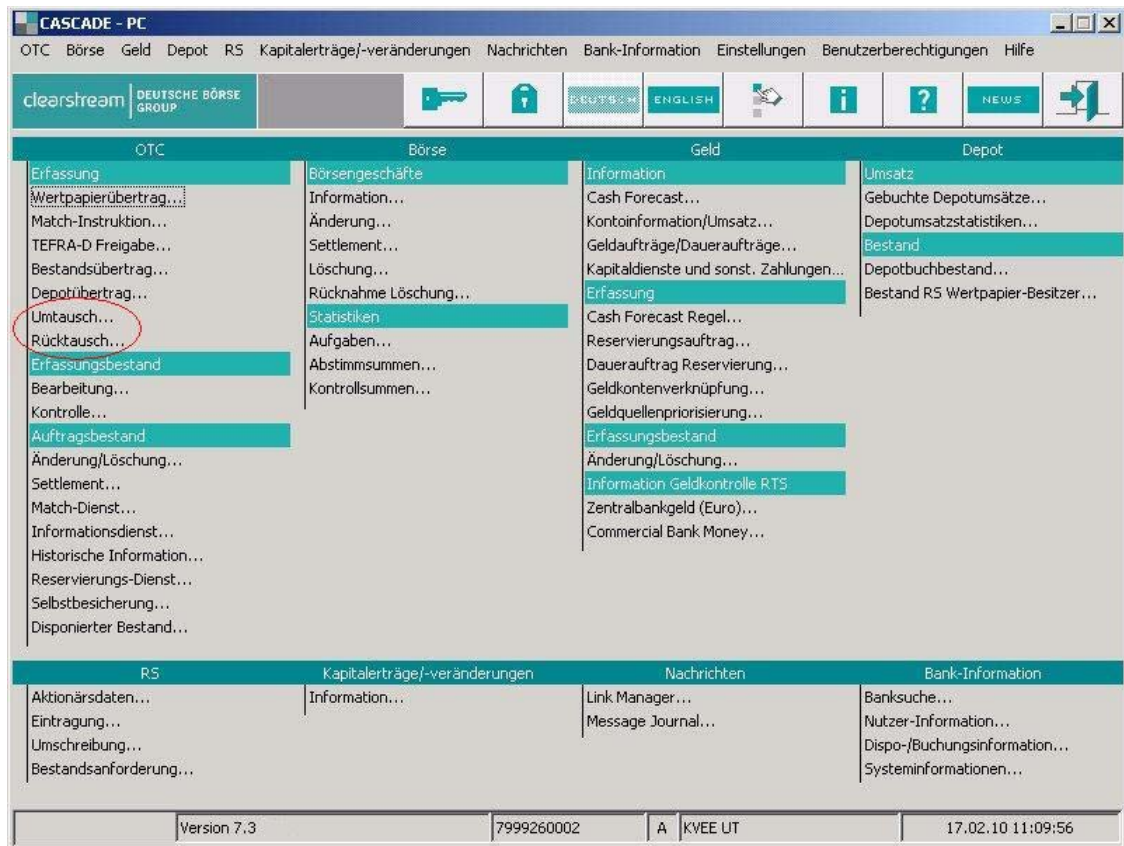 CASCADE - PC
OTC Börse Geld Depot RS Kapitalerträge/-veränderungen Nachrichten Bank-Information Einstellungen Benutzerberechtigungen Hilfe
clearstream DEUTSCHE BÖRSE GROUP
DEUTSCH ENGLISH i ? NEWS
OTC
Erfassung
Wertpapierübertrag...
Match-Instruktion...
TEFRA-D Freigabe...
Bestandsübertrag...
Depotübertrag...
Umtausch...
Rücktausch...
Erfassungsbestand
Bearbeitung...
Kontrolle...
Auftragsbestand
Änderung/Löschung...
Settlement...
Match-Dienst...
Informationsdienst...
Historische Information...
Reservierungs-Dienst...
Selbstbesicherung...
Disponierter Bestand...
Börse
Börsengeschäfte
Information...
Änderung...
Settlement...
Löschung...
Rücknahme Löschung...
Statistiken
Aufgaben...
Abstimmsummen...
Kontrollsummen...
Geld
Information
Cash Forecast...
Kontoinformation/Umsatz...
Geldaufträge/Daueraufträge...
Kapitaldienste und sonst. Zahlungen...
Erfassung
Cash Forecast Regel...
Reservierungsauftrag...
Dauerauftrag Reservierung...
Geldkontenverknüpfung...
Geldquellenpriorisierung...
Erfassungsbestand
Änderung/Löschung...
Information Geldkontrolle RTS
Zentralbankgeld (Euro)...
Commercial Bank Money...
Depot
Umsatz
Gebuchte Depotumsätze...
Depotumsatzstatistiken...
Bestand
Depotbuchbestand...
Bestand RS Wertpapier-Besitzer...
RS
Aktionärsdaten...
Eintragung...
Umschreibung...
Bestandsanforderung...
Kapitalerträge/-veränderungen
Information...
Nachrichten
Link Manager...
Message Journal...
Bank-Information
Banksuche...
Nutzer-Information...
Dispo-/Buchungsinformation...
Systeminformationen...
Version 7.3 7999260002 A KVEE UT 17.02.10 11:09:56